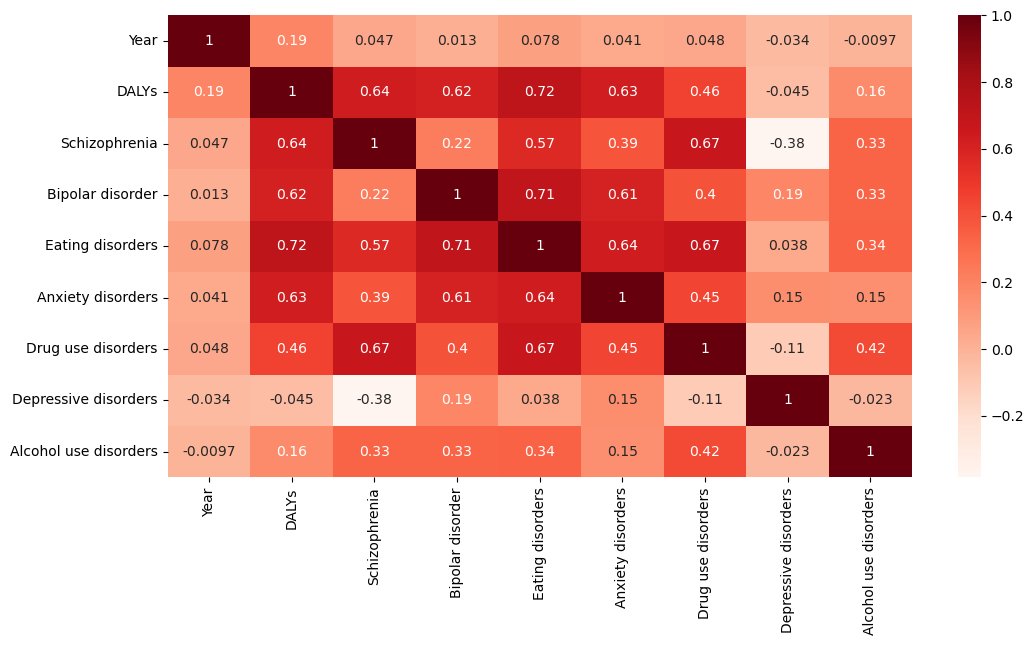 Year 1 0.19 0.047 0.013 0.078 0.041 0.048 -0.034 -0.0097
DALYs 0.19 1 0.64 0.62 0.72 0.63 0.46 -0.045 0.16
Schizophrenia 0.047 0.64 1 0.22 0.57 0.39 0.67 -0.38 0.33
Bipolar disorder 0.013 0.62 0.22 1 0.71 0.61 0.4 0.19 0.33
Eating disorders 0.078 0.72 0.57 0.71 1 0.64 0.67 0.038 0.34
Anxiety disorders 0.041 0.63 0.39 0.61 0.64 1 0.45 0.15 0.15
Drug use disorders 0.048 0.46 0.67 0.4 0.67 0.45 1 -0.11 0.42
Depressive disorders -0.034 -0.045 -0.38 0.19 0.038 0.15 -0.11 1 -0.023
Alcohol use disorders -0.0097 0.16 0.33 0.33 0.34 0.15 0.42 -0.023 1
Year
DALYs
Schizophrenia
Bipolar disorder
Eating disorders
Anxiety disorders
Drug use disorders
Depressive disorders
Alcohol use disorders
1.0
0.8
0.6
0.4
0.2
0.0
−0.2